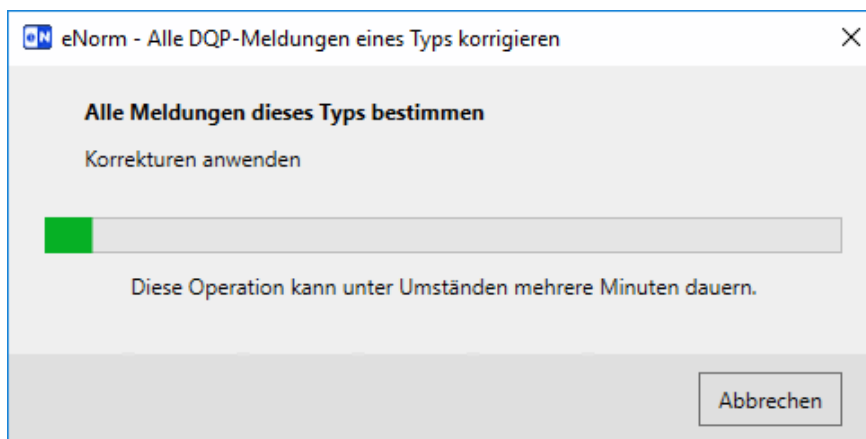 eN eNorm - Alle DQP-Meldungen eines Typs korrigieren
Alle Meldungen dieses Typs bestimmen
Korrekturen anwenden
Diese Operation kann unter Umständen mehrere Minuten dauern.
Abbrechen